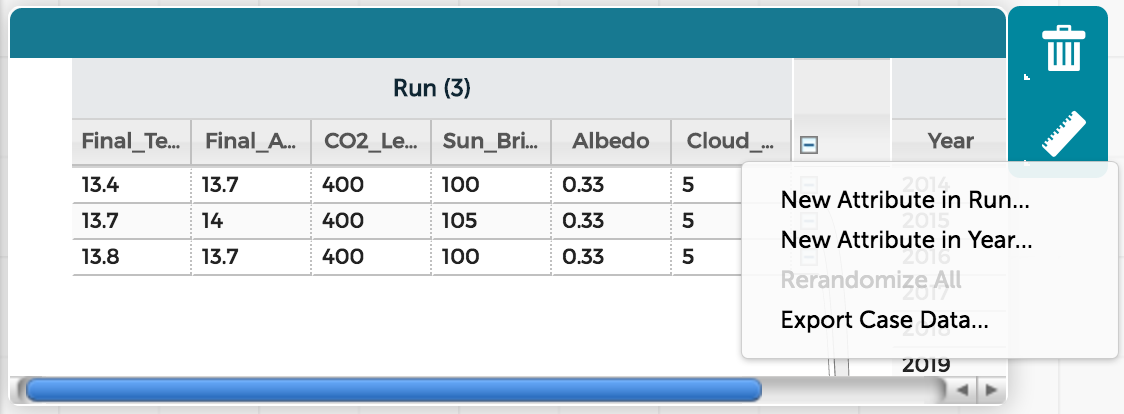 Run (3)
Final_Te... Final_A... CO2_Le... Sun_Bri... Albedo Cloud_... Year
13.4 13.7 400 100 0.33 5 2014
13.7 14 400 105 0.33 5 2015
13.8 13.7 400 100 0.33 5 2016
2017
2018
2019
New Attribute in Run...
New Attribute in Year...
Rerandomize All
Export Case Data...